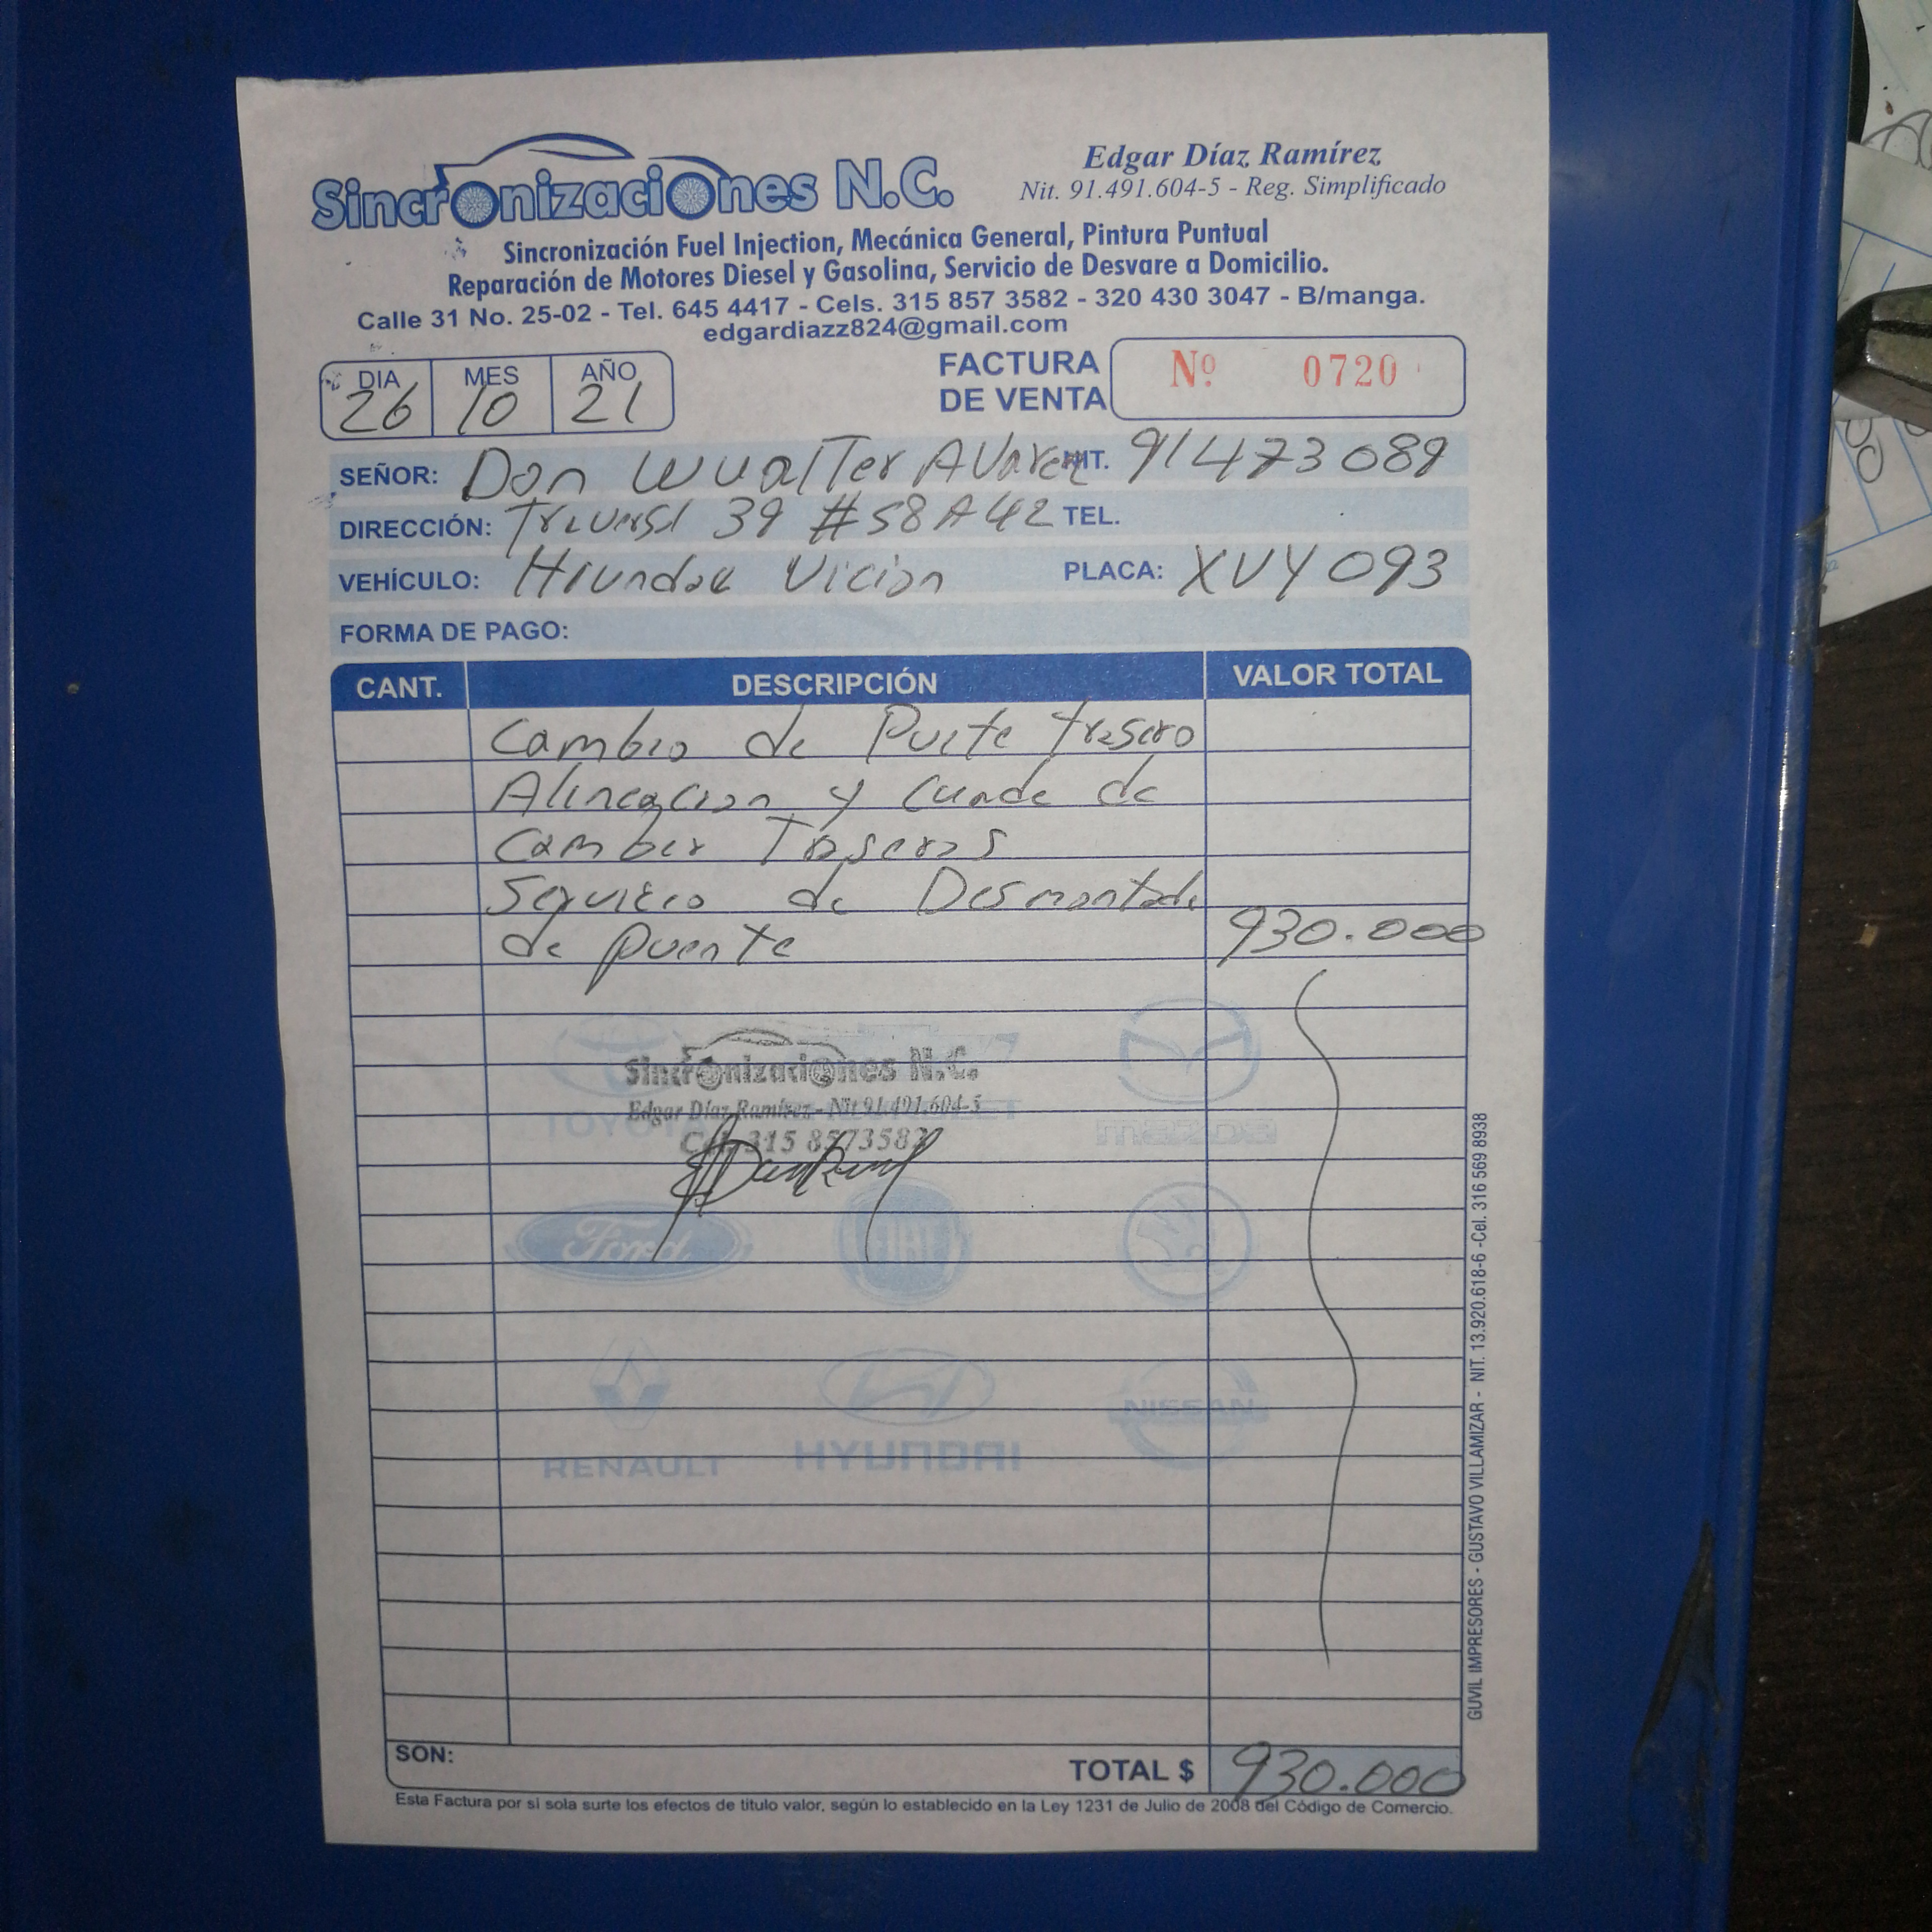 Sincronizaciones N.C.
Edgar Díaz Ramírez
Nit. 91.491.604-5 - Reg. Simplificado
Sincronización Fuel Injection, Mecánica General, Pintura Puntual
Reparación de Motores Diesel y Gasolina, Servicio de Desvare a Domicilio.
Calle 31 No. 25-02 - Tel. 645 4417 - Cels. 315 857 3582 - 320 430 3047 - B/manga.
edgardiazz824@gmail.com
DIA MES AÑO
26 10 21
FACTURA DE VENTA Nº 0720
SEÑOR: Don Wualter Alvarez NIT. 91473089
DIRECCIÓN: 39 #58A42 TEL.
VEHÍCULO: Hiundai Vicion PLACA: XVY093
FORMA DE PAGO:
CANT. DESCRIPCIÓN VALOR TOTAL
Cambio de Puete trasero
Alineacion y de
camber Traseros
Servicio de Desmontada
de puente 930.000
TOYOTA
mazda
Sincronizaciones N.C.
Edgar Díaz Ramírez - Nit 91.491.604-5
Cel. 315 8573582
Ford FIAT
RENAULT HYUNDAI NISSAN
SON: TOTAL $ 930.000
Esta Factura por si sola surte los efectos de titulo valor, según lo establecido en la Ley 1231 de Julio de 2008 del Código de Comercio.
GUVIL IMPRESORES - GUSTAVO VILLAMIZAR - NIT. 13.920.618-6 -Cel. 316 569 8938